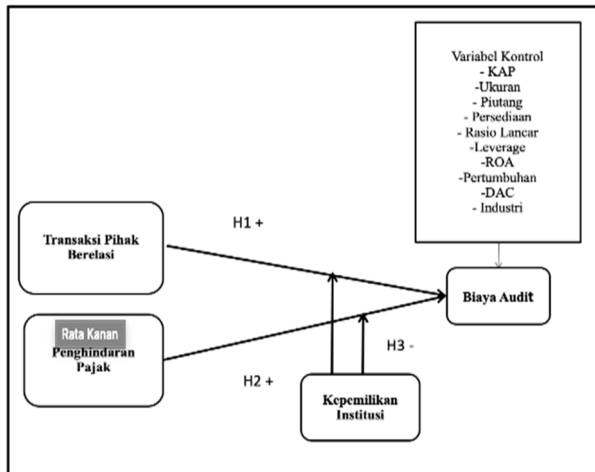 Variabel Kontrol
- KAP
-Ukuran
- Piutang
- Persediaan
- Rasio Lancar
-Leverage
-ROA
-Pertumbuhan
-DAC
- Industri
Transaksi Pihak
Berelasi
H1 +
Biaya Audit
Rata Kanan
Penghindaran
Pajak
H2 +
H3 -
Kepemilikan
Institusi